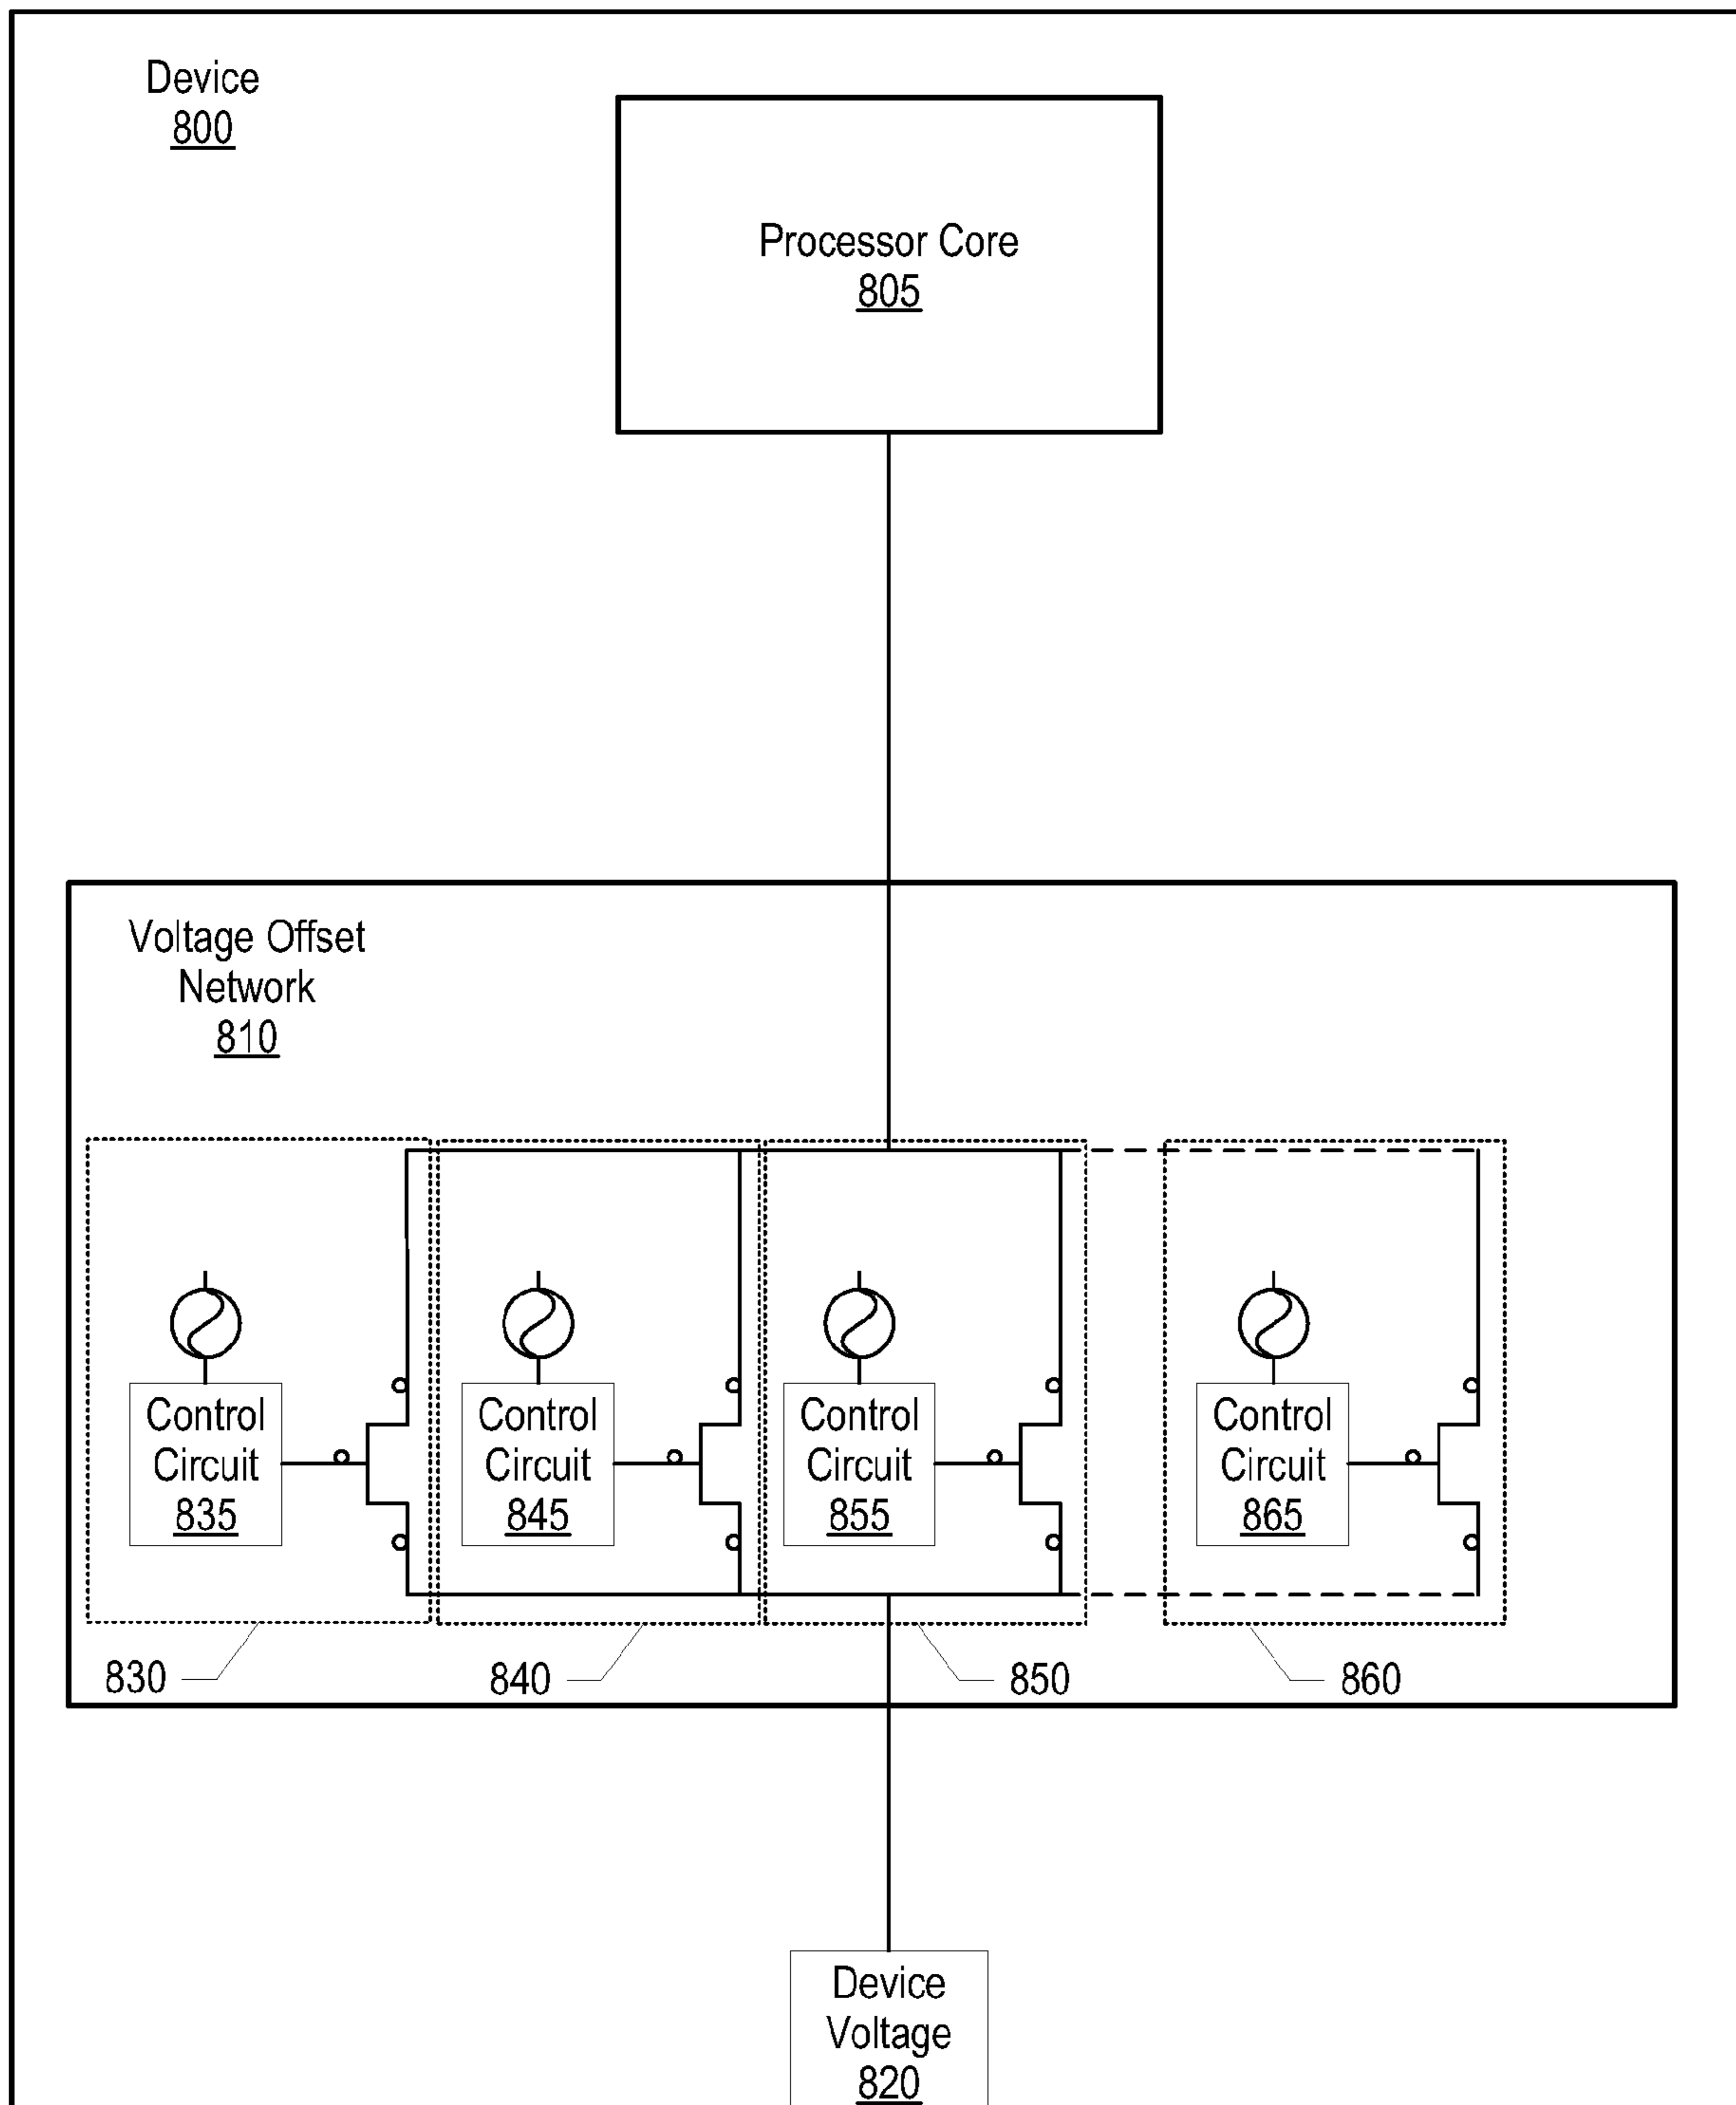 Device
800
Processor Core
805
Voltage Offset
Network
810
Control
Circuit
835
Control
Circuit
845
Control
Circuit
855
Control
Circuit
865
830
840
850
860
Device
Voltage
820